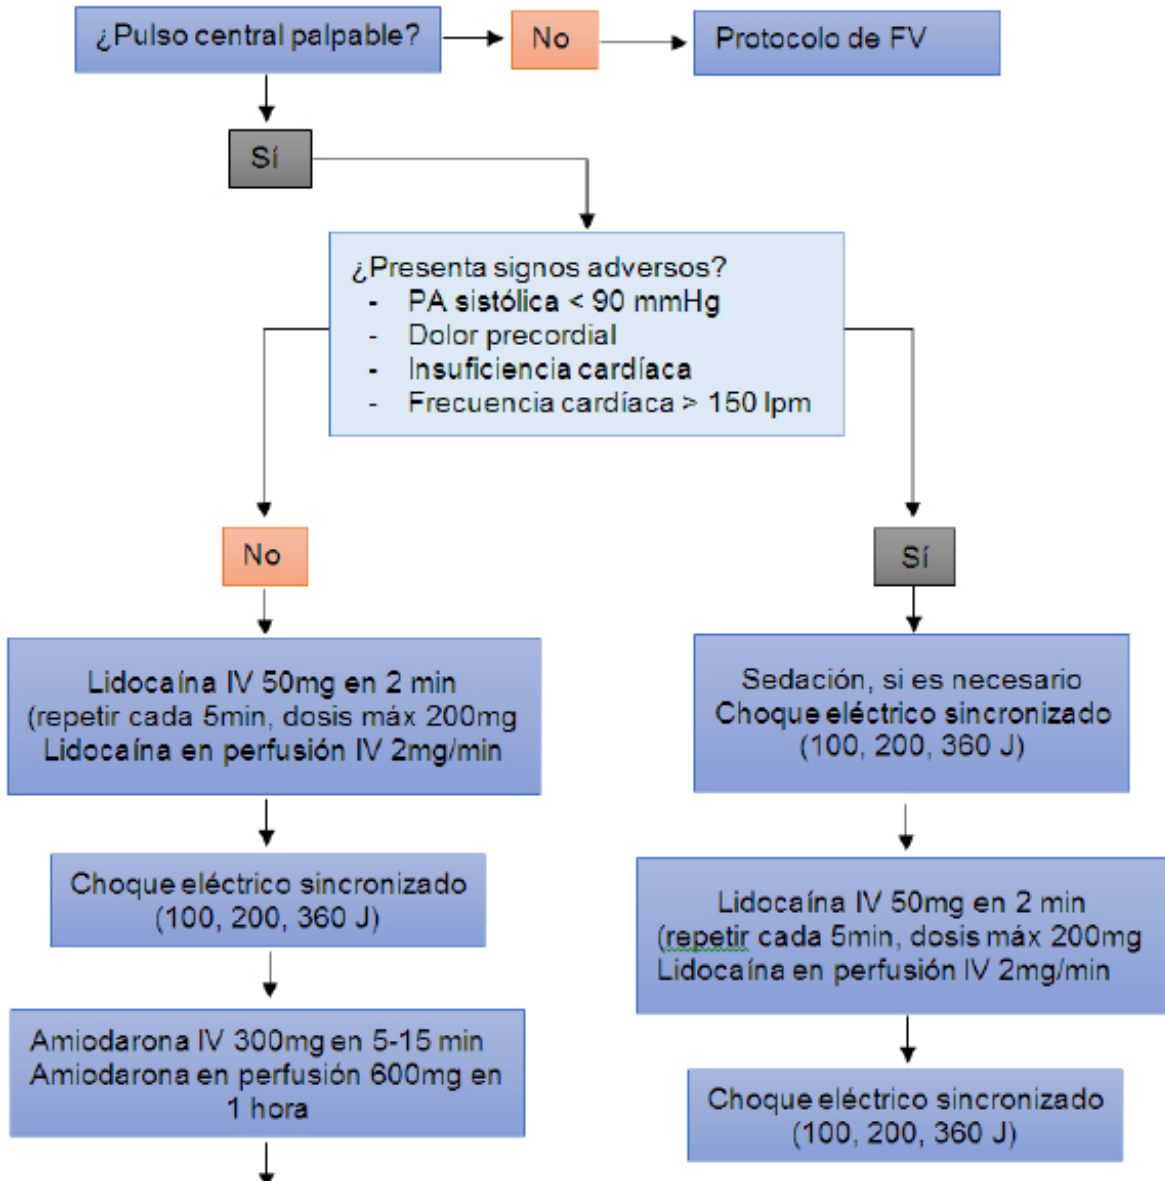 ¿Pulso central palpable?
No
Protocolo de FV
Sí
¿Presenta signos adversos?
- PA sistólica < 90 mmHg
- Dolor precordial
- Insuficiencia cardíaca
- Frecuencia cardíaca > 150 lpm
No
Sí
Lidocaína IV 50mg en 2 min
(repetir cada 5min, dosis máx 200mg
Lidocaína en perfusión IV 2mg/min
Choque eléctrico sincronizado
(100, 200, 360 J)
Amiodarona IV 300mg en 5-15 min
Amiodarona en perfusión 600mg en
1 hora
Sedación, si es necesario
Choque eléctrico sincronizado
(100, 200, 360 J)
Lidocaína IV 50mg en 2 min
(repetir cada 5min, dosis máx 200mg
Lidocaína en perfusión IV 2mg/min
Choque eléctrico sincronizado
(100, 200, 360 J)